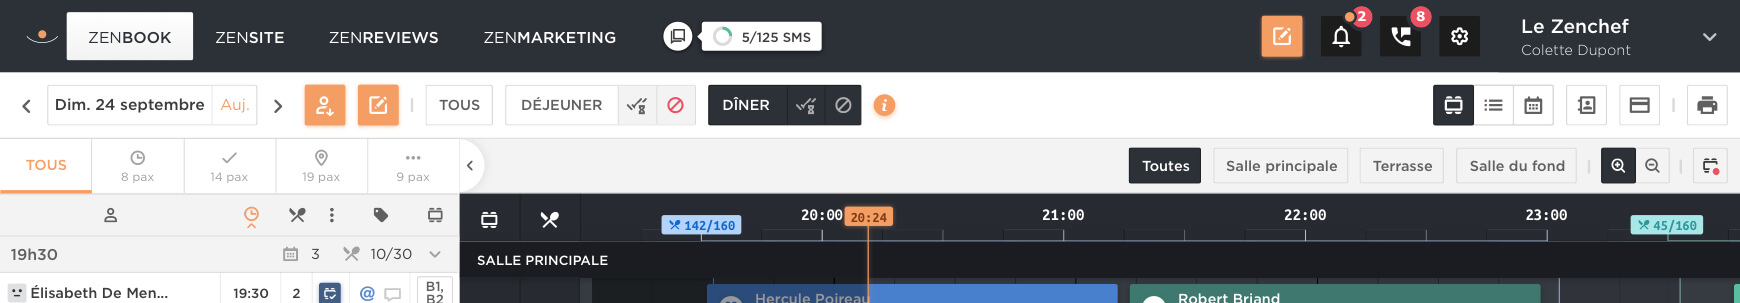 ZENBOOK ZENSITE ZENREVIEWS ZENMARKETING 5/125 SMS 2 8 Le Zenchef
Colette Dupont
Dim. 24 septembre Auj. TOUS DÉJEUNER DÎNER i
TOUS 8 pax 14 pax 19 pax 9 pax
Toutes Salle principale Terrasse Salle du fond
142/160 20:00 20:24 21:00 22:00 23:00 45/160
19h30 3 10/30
SALLE PRINCIPALE
Élisabeth De Men... 19:30 2 @ B1,
B2
Hercule Poireau Robert Briand